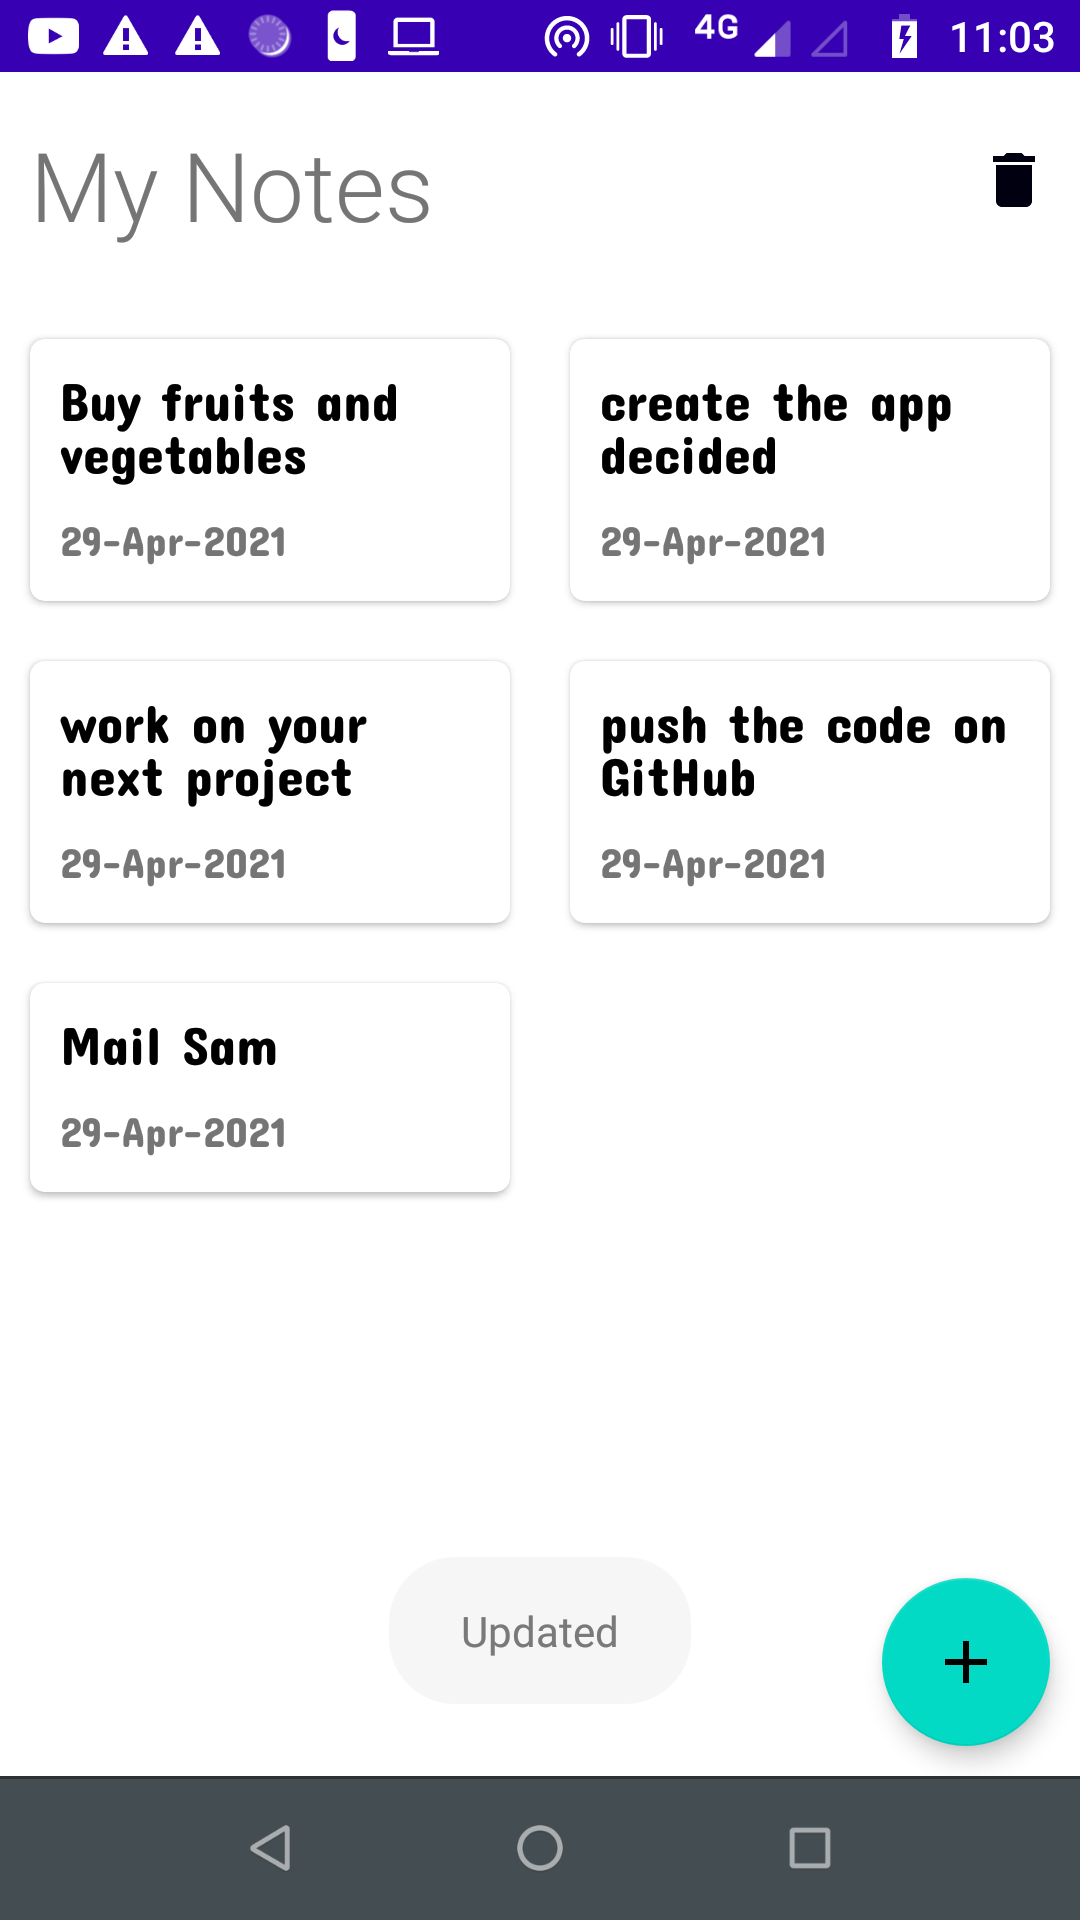 4G 11:03
My Notes
Buy fruits and
vegetables
29-Apr-2021
create the app
decided
29-Apr-2021
work on your
next project
29-Apr-2021
push the code on
GitHub
29-Apr-2021
Mail Sam
29-Apr-2021
Updated